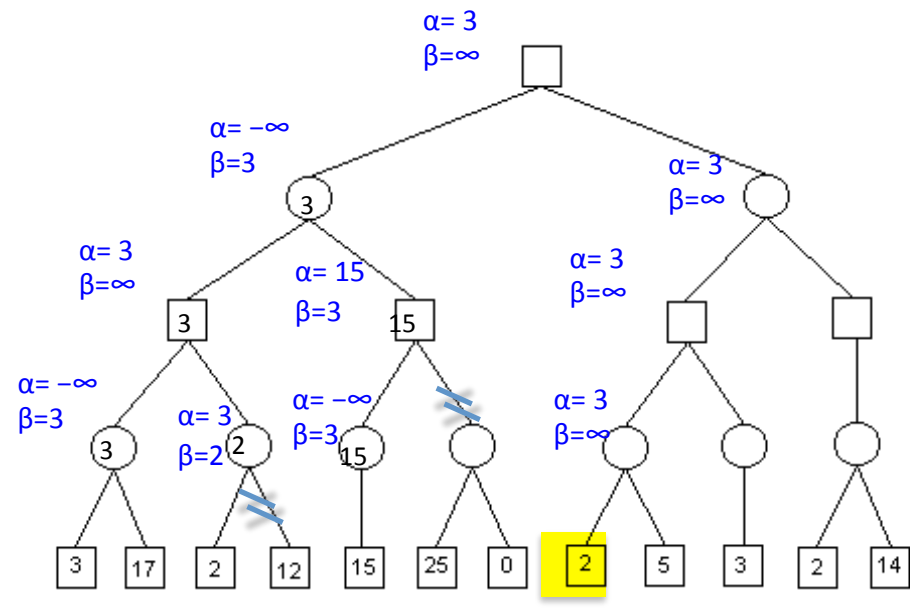 α= 3
β=∞
α= −∞
β=3
3
α= 3
β=∞
α= 3
β=∞
3
α= 15
β=3
15
α= 3
β=∞
α= −∞
β=3
3
α= 3
β=2
2
α= −∞
β=3
15
α= 3
β=∞
3
17
2
12
15
25
0
2
5
3
2
14